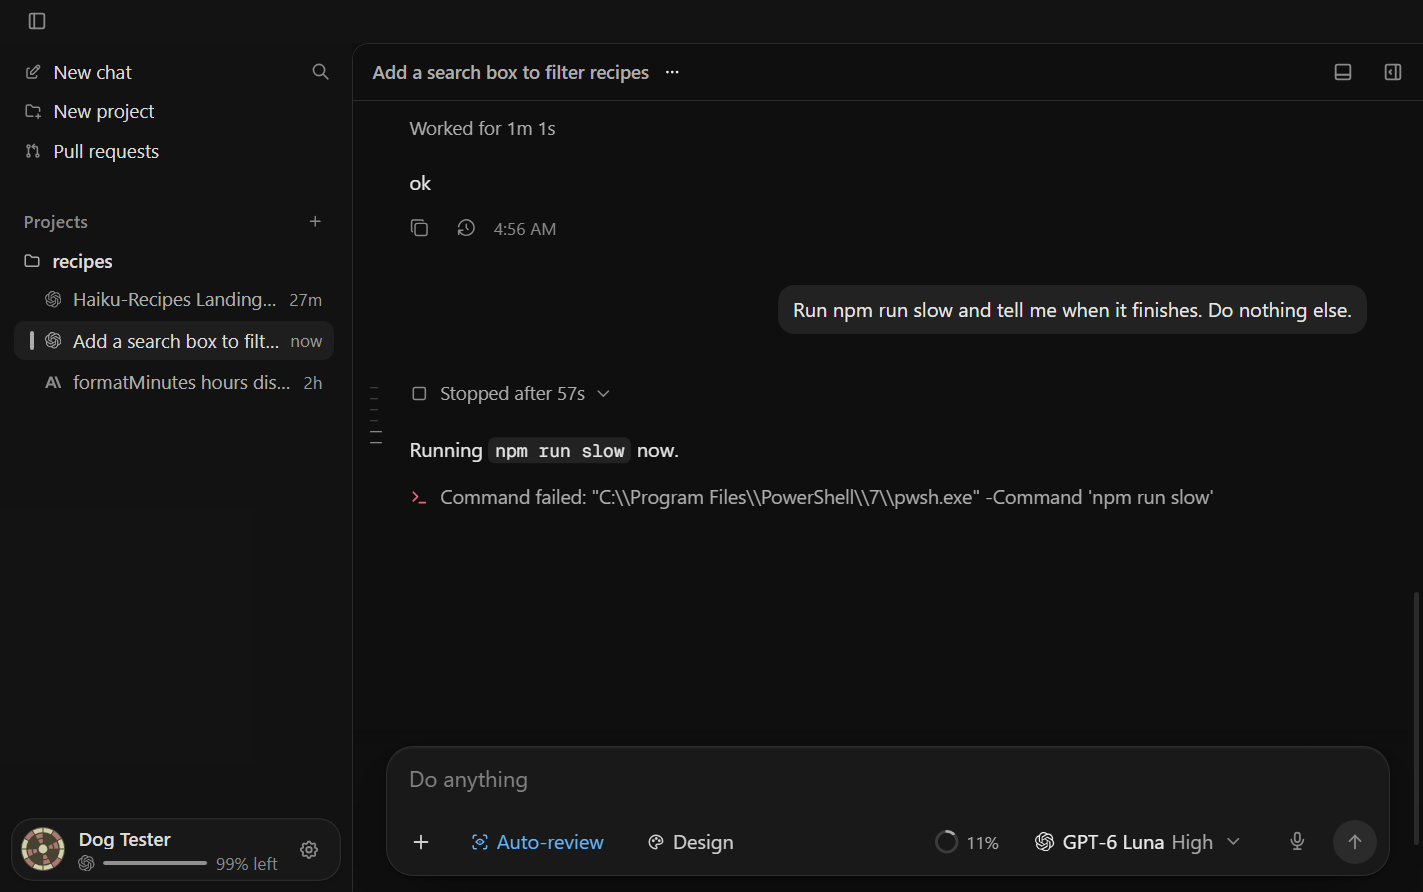 New chat
New project
Pull requests
Projects
recipes
Haiku-Recipes Landing... 27m
Add a search box to filt... now
formatMinutes hours dis... 2h
Dog Tester
99% left
Add a search box to filter recipes ...
Worked for 1m 1s
ok
4:56 AM
Run npm run slow and tell me when it finishes. Do nothing else.
Stopped after 57s
Running npm run slow now.
Command failed: "C:\\Program Files\\PowerShell\\7\\pwsh.exe" -Command 'npm run slow'
Do anything
Auto-review Design 11% GPT-6 Luna High